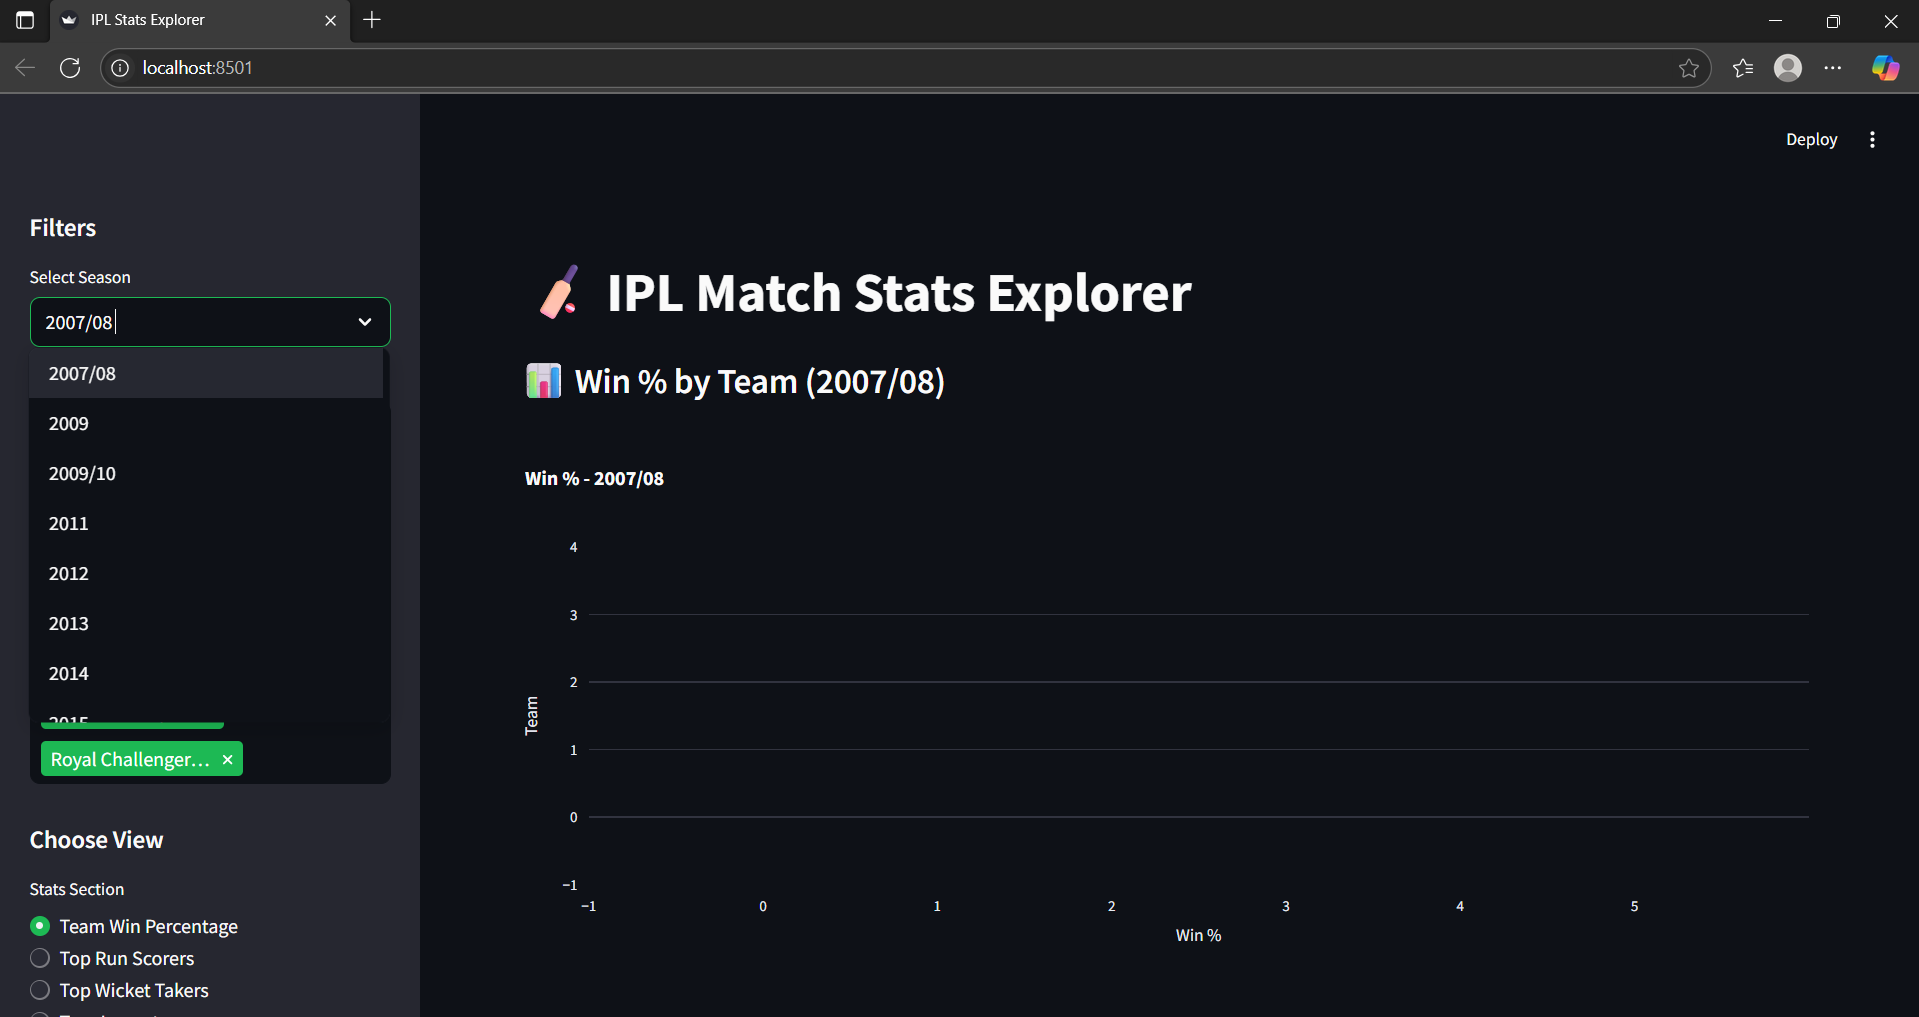 IPL Stats Explorer
localhost:8501
Deploy
Filters
Select Season
2007/08
2007/08
2009
2009/10
2011
2012
2013
2014
2015
Royal Challenger...
Choose View
Stats Section
Team Win Percentage
Top Run Scorers
Top Wicket Takers
IPL Match Stats Explorer
Win % by Team (2007/08)
Win % - 2007/08
4
3
2
1
0
−1
Team
−1 0 1 2 3 4 5
Win %